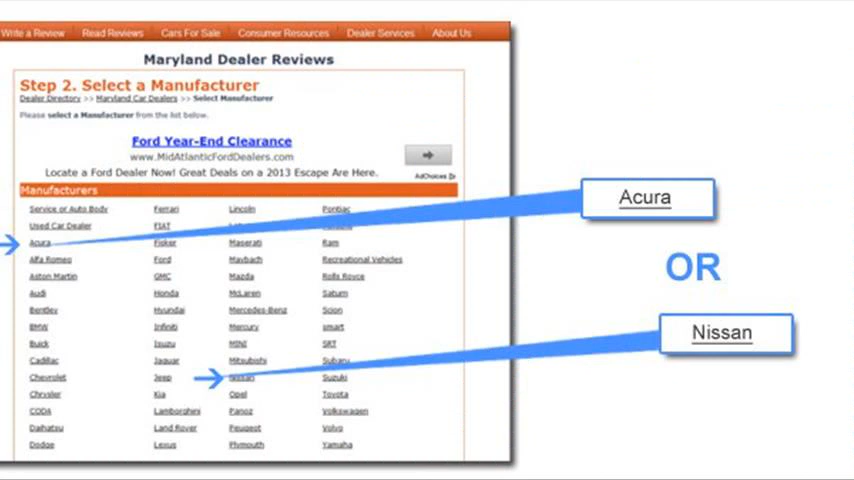 Write a Review Read Reviews Cars For Sale Consumer Resources Dealer Services About Us
Maryland Dealer Reviews
Step 2. Select a Manufacturer
Dealer Directory >> Maryland Car Dealers >> Select Manufacturer
Please select a Manufacturer from the list below.
Ford Year-End Clearance
www.MidAtlanticFordDealers.com
Locate a Ford Dealer Now! Great Deals on a 2013 Escape Are Here.
AdChoices
Manufacturers
Service or Auto Body Ferrari Lincoln Pontiac
Used Car Dealer FIAT
Acura Fisker Maserati Ram
Alfa Romeo Ford Maybach Recreational Vehicles
Aston Martin GMC Mazda Rolls Royce
Audi Honda McLaren Saturn
Bentley Hyundai Mercedes-Benz Scion
BMW Infiniti Mercury smart
Buick Isuzu MINI SRT
Cadillac Jaguar Mitsubishi Subaru
Chevrolet Jeep Nissan Suzuki
Chrysler Kia Opel Toyota
CODA Lamborghini Panoz Volkswagen
Daihatsu Land Rover Peugeot Volvo
Dodge Lexus Plymouth Yamaha
Acura
OR
Nissan